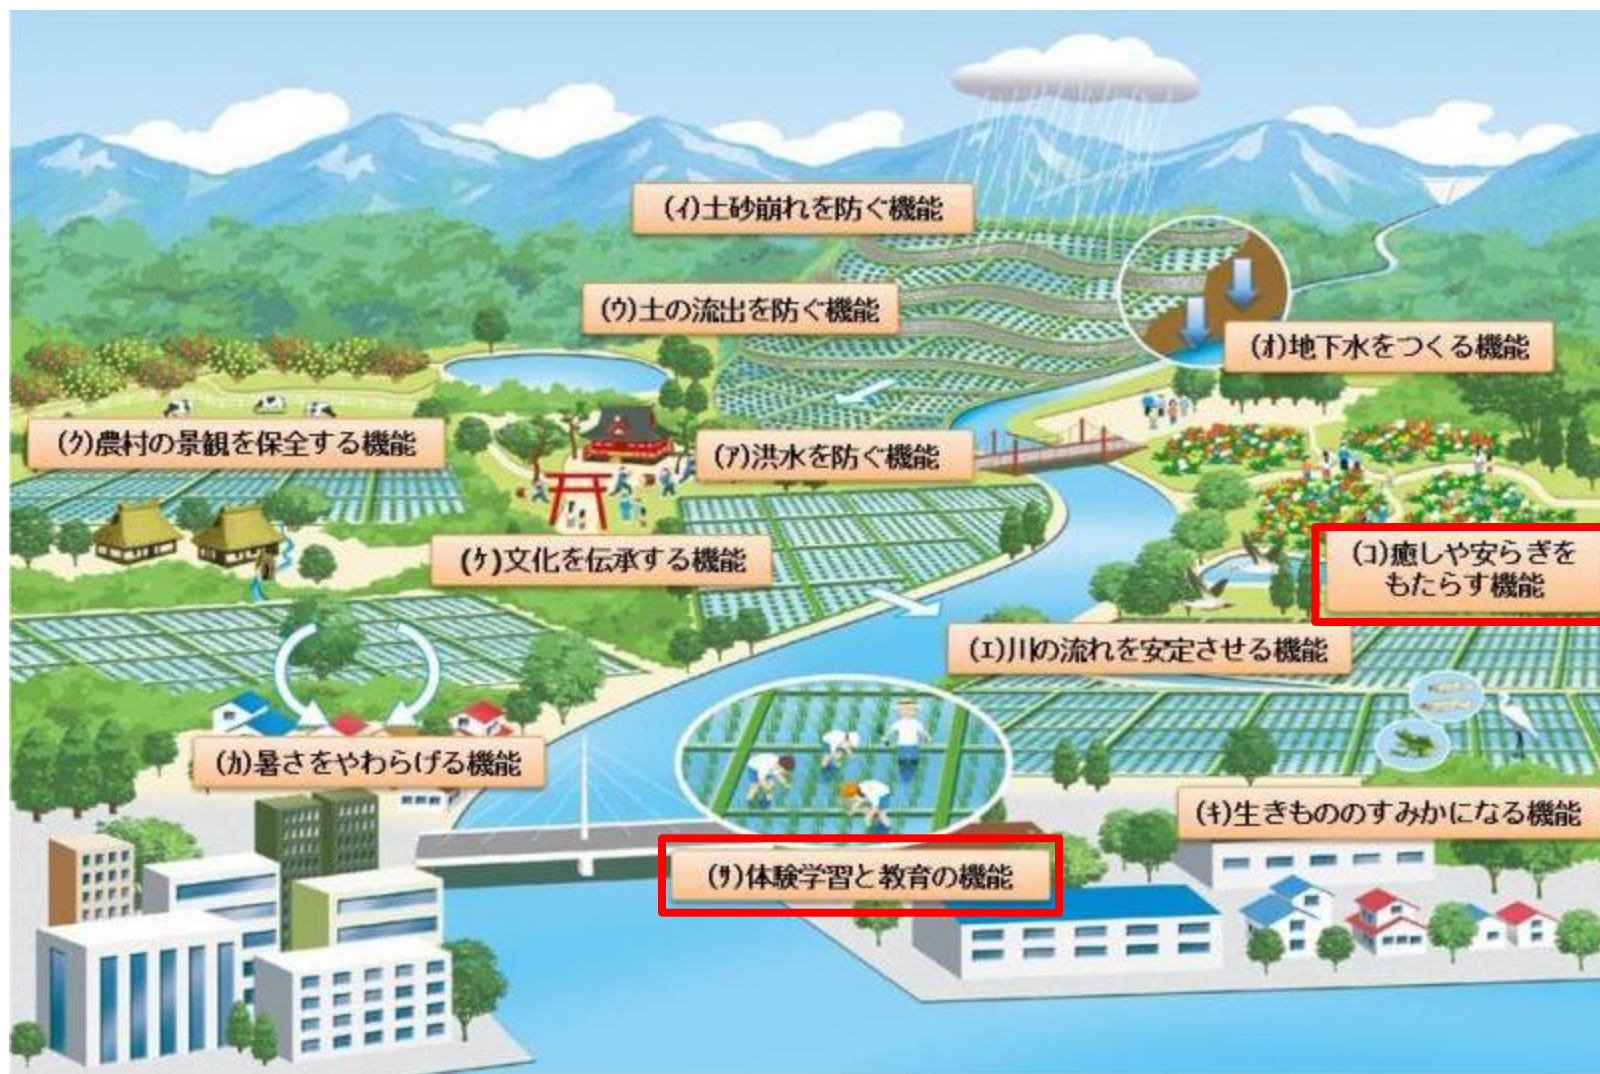 (ｲ)土砂崩れを防ぐ機能
(ｳ)土の流出を防ぐ機能
(ｵ)地下水をつくる機能
(ｸ)農村の景観を保全する機能
(ｱ)洪水を防ぐ機能
(ｹ)文化を伝承する機能
(ｺ)癒しや安らぎを
もたらす機能
(ｴ)川の流れを安定させる機能
(ｶ)暑さをやわらげる機能
(ｷ)生きもののすみかになる機能
(ｻ)体験学習と教育の機能